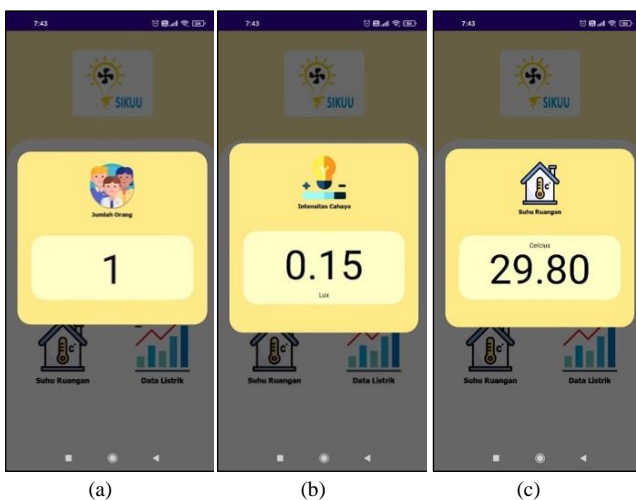 7:43
SIKUU
Jumlah Orang
1
Suhu Ruangan
Data Listrik
(a)
7:43
SIKUU
Intensitas Cahaya
0.15
Lux
Suhu Ruangan
Data Listrik
(b)
7:43
SIKUU
C
Suhu Ruangan
Celcius
29.80
C
Suhu Ruangan
Data Listrik
(c)